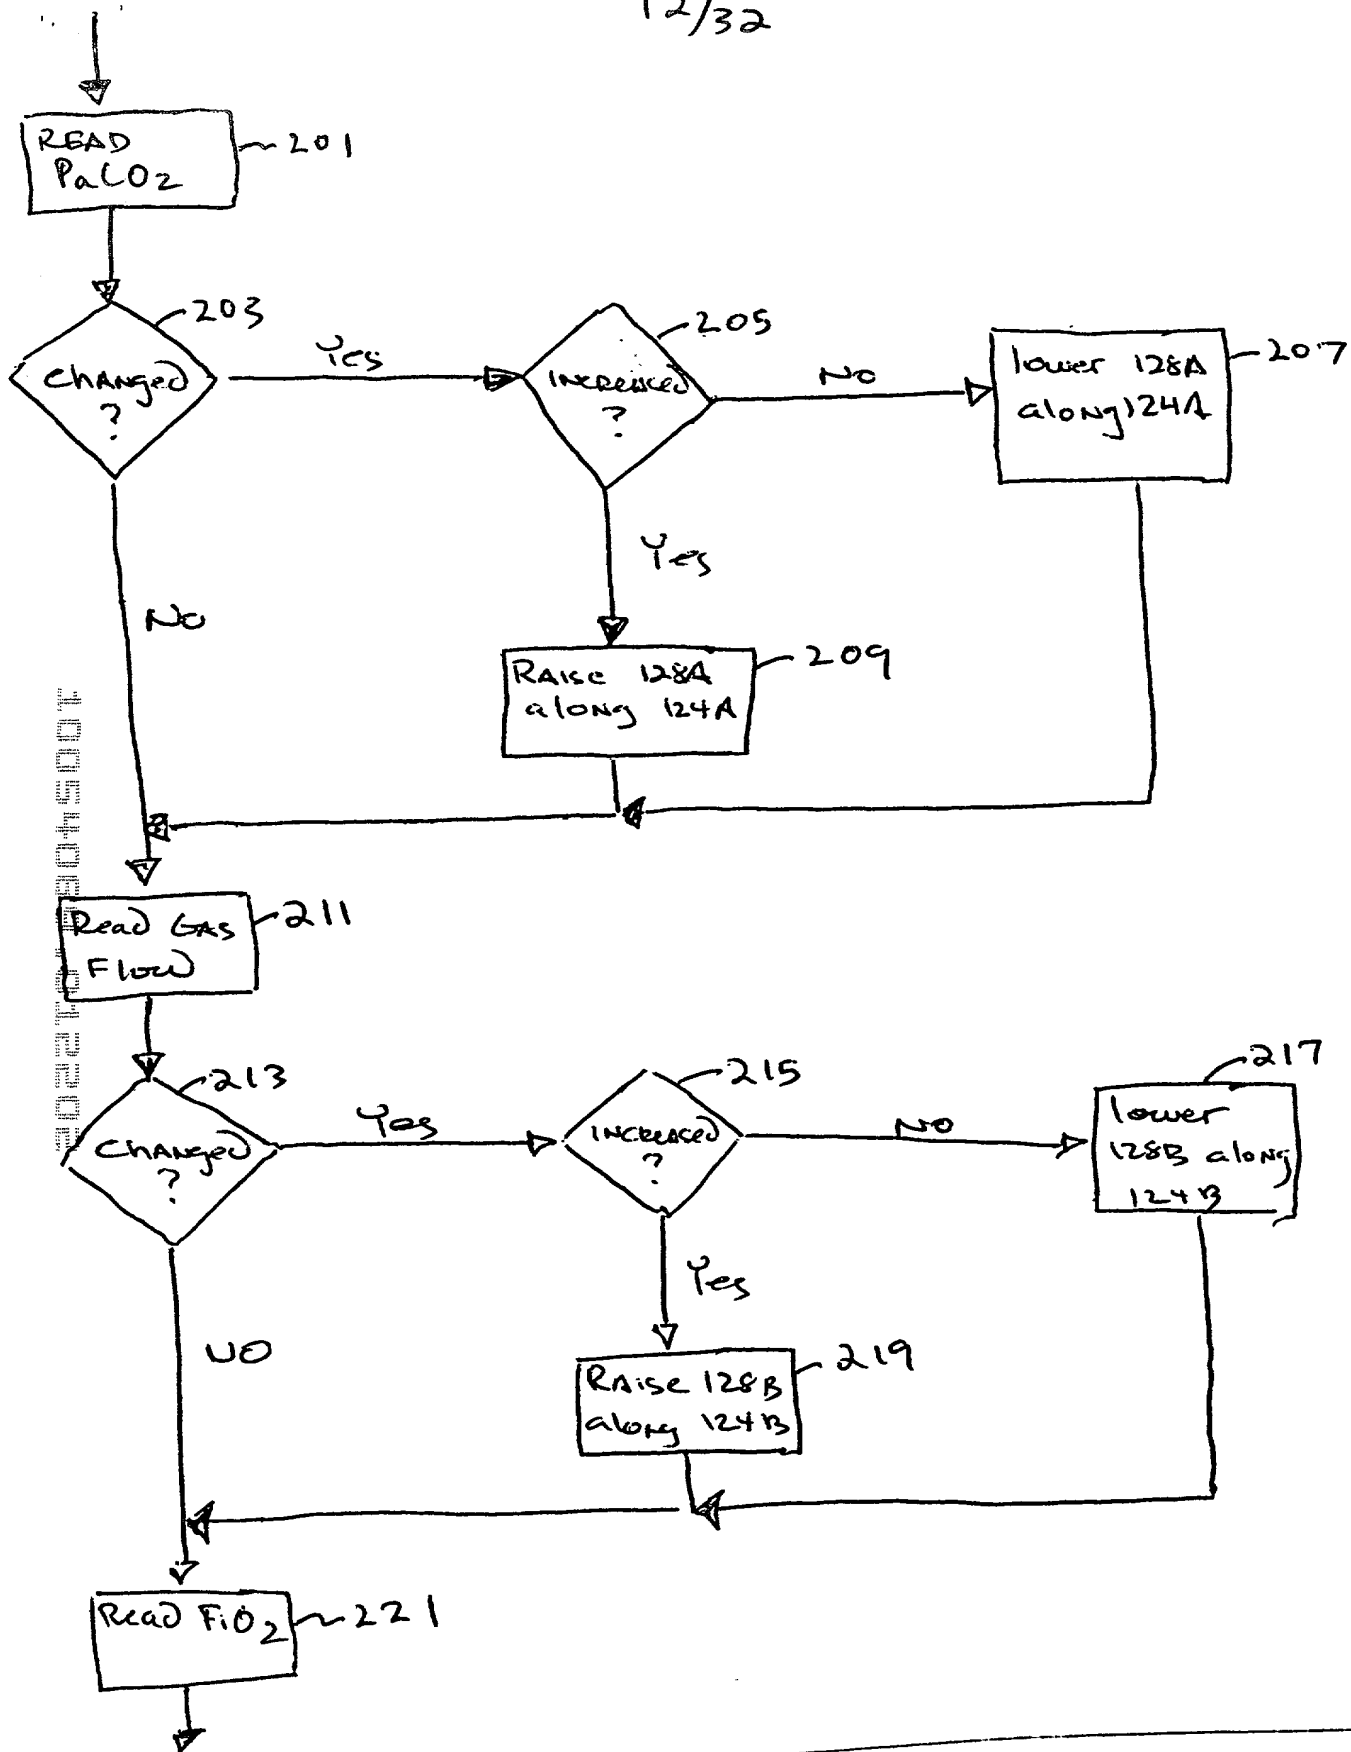 12/32
READ
PaCO2
201
203
Changed
?
Yes
205
INCREASED
?
No
lower 128A
along 124A
207
Yes
No
RAISE 128A
along 124A
209
Read GAS
Flow
211
213
CHANGED
?
Yes
215
INCREASED
?
NO
217
lower
128B along
124B
Yes
NO
RAISE 128B
along 124B
219
Read FiO2
221